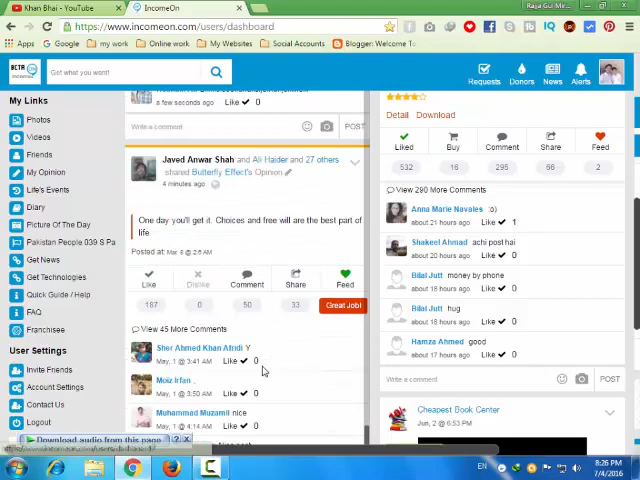 Khan Bhai - YouTube
IncomeOn
Rajja Gul Mir...
https://www.incomeon.com/users/dashboard
Apps
Google
my work
Online work
My Websites
Social Accounts
Blogger: Welcome To
BCTR
Get what you want?
Requests
Donors
News
Alerts
My Links
Photos
Videos
Friends
My Opinion
Life's Events
Diary
Picture Of The Day
Pakistan People 039 S Pa
Get News
Get Technologies
Quick Guide / Help
FAQ
Franchisee
User Settings
Invite Friends
Account Settings
Contact Us
Logout
Download audio from this page
? X
a few seconds ago Like 0
Write a comment POST
Javed Anwar Shah and Ali Haider and 27 others
shared Butterfly Effect's Opinion
4 minutes ago
One day you'll get it. Choices and free will are the best part of
life
Posted at: Mar, 8 @ 2:6 AM
Like Dislike Comment Share Feed
187 0 50 33 Great Job!
View 45 More Comments
Sher Ahmed Khan Afridi Y
May, 1 @ 3:41 AM Like 0
Moiz Irfan .
May, 1 @ 3:50 AM Like 0
Muhammad Muzamil nice
May, 1 @ 4:14 AM Like 0
Detail Download
Liked Buy Comment Share Feed
532 16 295 66 2
View 290 More Comments
Anna Marie Navales :o)
about 21 hours ago Like 1
Shakeel Ahmad achi post hai
about 20 hours ago Like 0
Bilal Jutt money by phone
about 18 hours ago Like 0
Bilal Jutt hug
about 18 hours ago Like 0
Hamza Ahmed good
about 17 hours ago Like 0
Write a comment POST
Cheapest Book Center
Jun, 2 @ 6:53 PM
EN
8:26 PM
7/4/2016